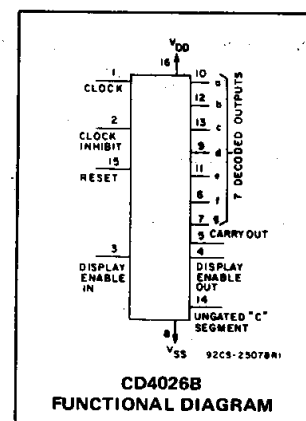 VDD
16
1
CLOCK
10
a
12
b
2
CLOCK
INHIBIT
13
c
9
d
15
RESET
11
e
6
f
7
g
7 DECODED OUTPUTS
5
CARRY OUT
3
DISPLAY
ENABLE
IN
4
DISPLAY
ENABLE
OUT
14
UNGATED "C"
SEGMENT
8
VSS
92CS-25078R1
CD4026B
FUNCTIONAL DIAGRAM